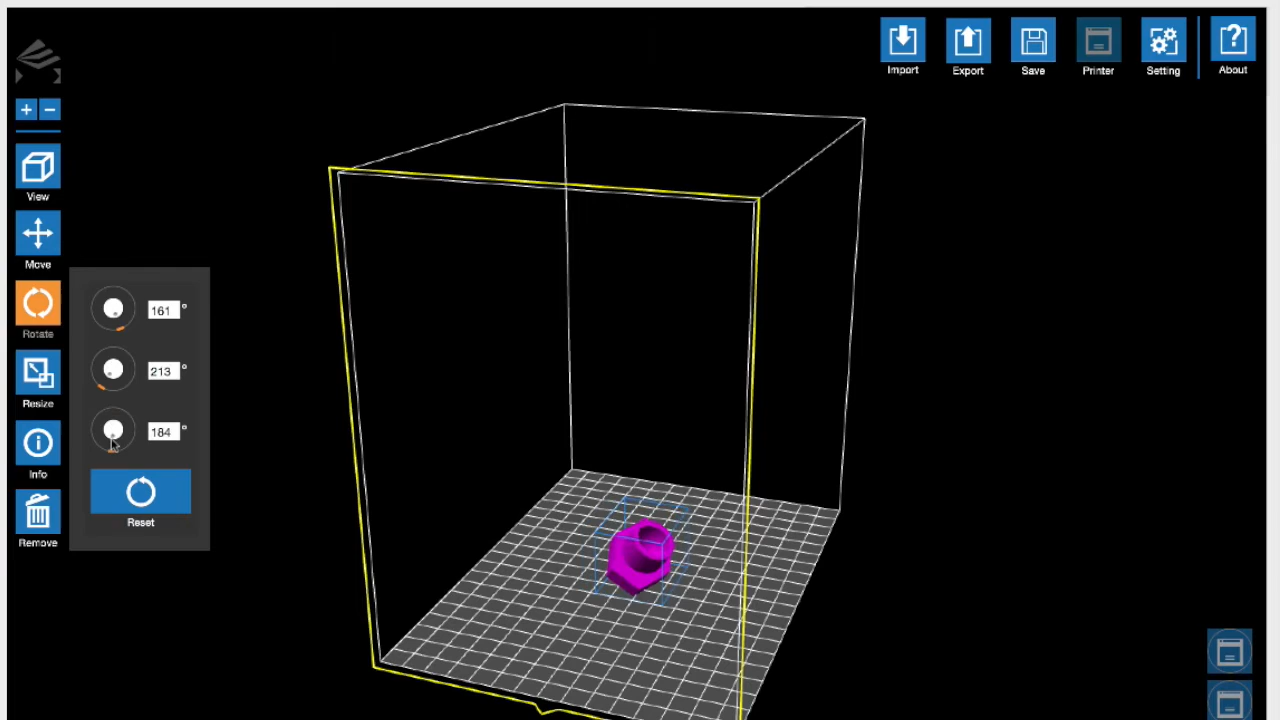 Import Export Save Printer Setting ? About
+ −
View
Move
161 °
Rotate
213 °
Resize
184 °
i
Info
Reset
Remove